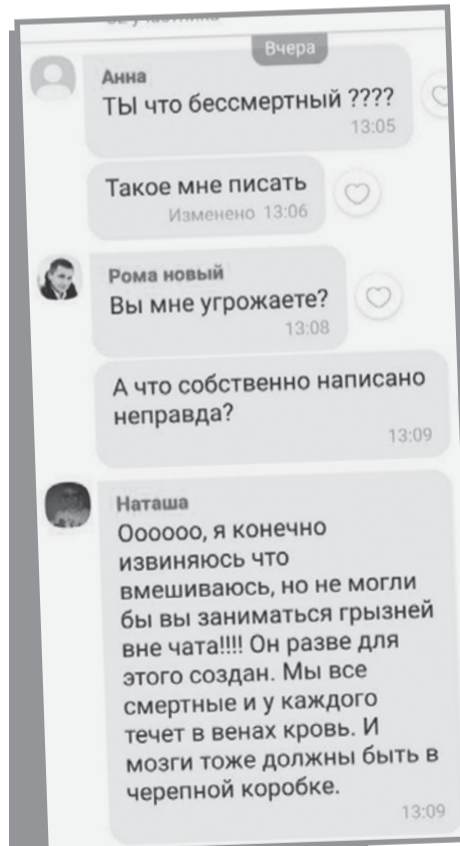 Вчера
Анна
ТЫ что бессмертный ????
13:05
Такое мне писать
Изменено 13:06
Рома новый
Вы мне угрожаете?
13:08
А что собственно написано
неправда?
13:09
Наташа
Оооооо, я конечно
извиняюсь что
вмешиваюсь, но не могли
бы вы заниматься грызней
вне чата!!!! Он разве для
этого создан. Мы все
смертные и у каждого
течет в венах кровь. И
мозги тоже должны быть в
черепной коробке.
13:09